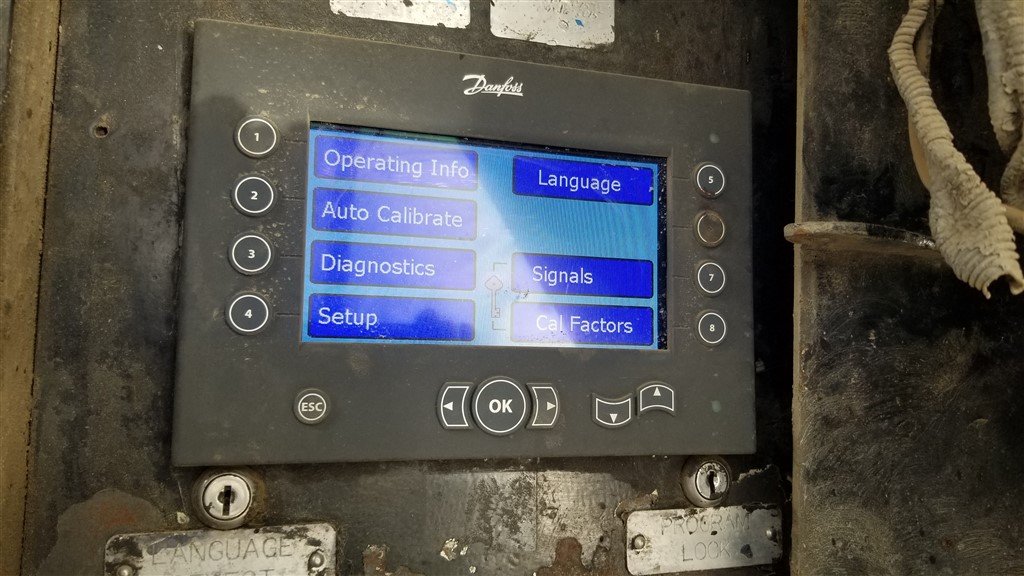 Danfoss
1
Operating Info
Language
5
2
Auto Calibrate
3
Diagnostics
Signals
7
4
Setup
Cal Factors
8
ESC
OK
LANGUAGE
PROGRAM